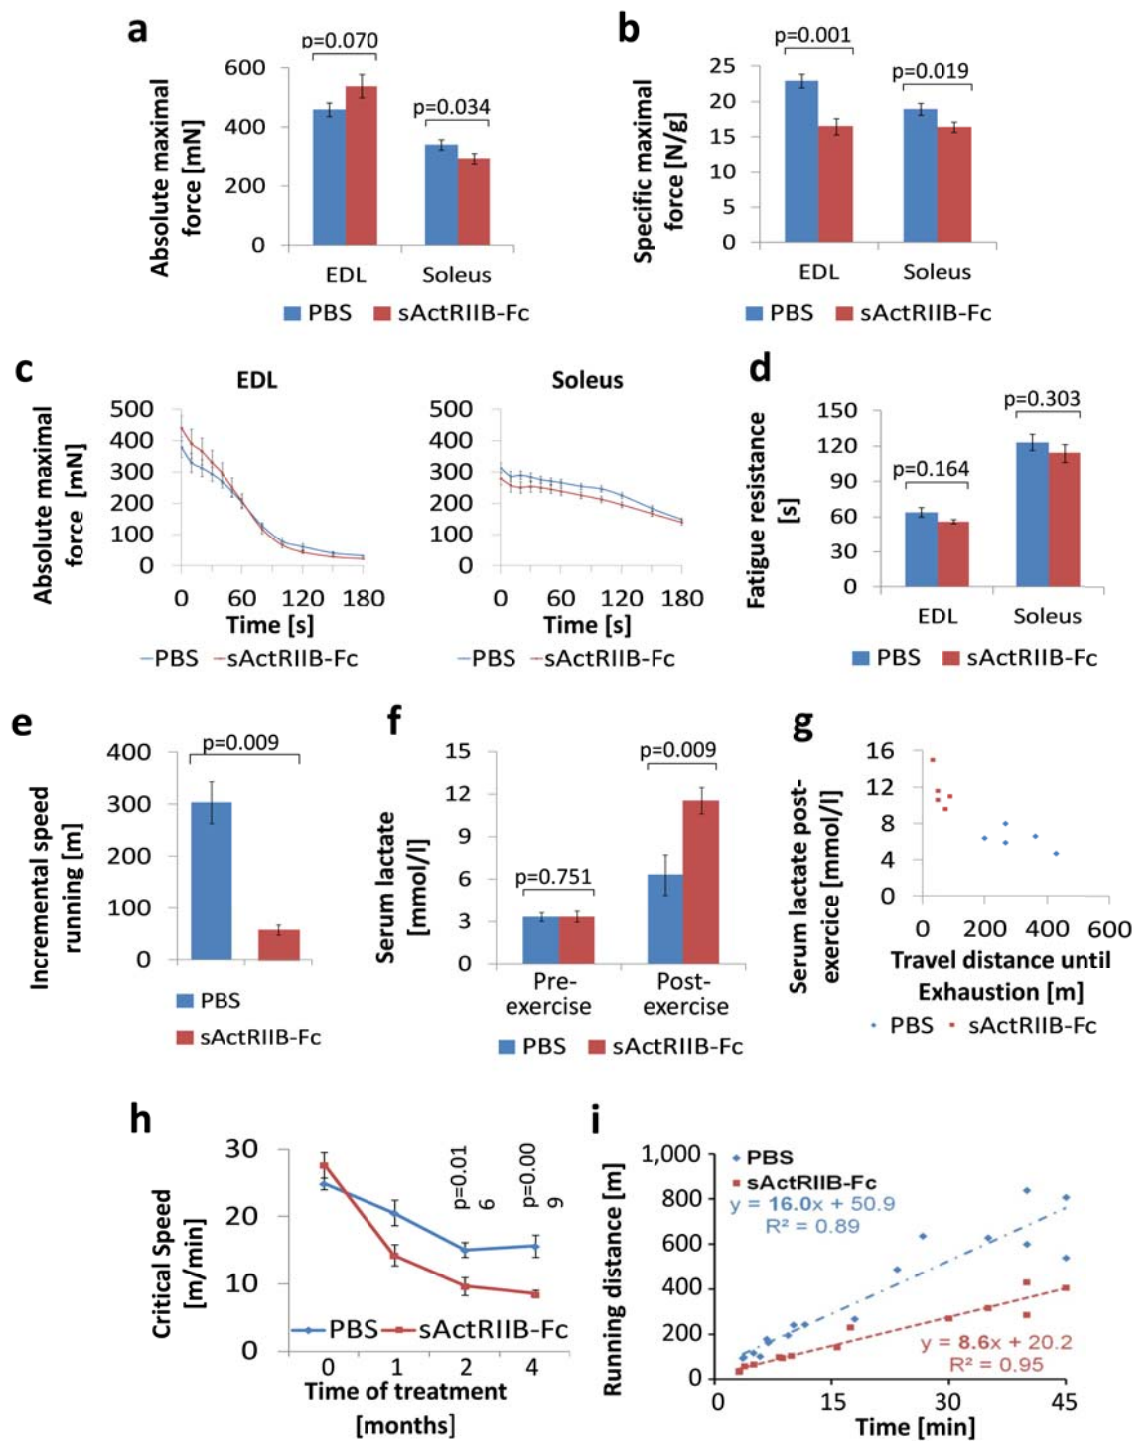 a
p=0.070
p=0.034
Absolute maximal
force [mN]
600
400
200
0
EDL
Soleus
PBS
sActRIIB-Fc
b
p=0.001
p=0.019
Specific maximal
force [N/g]
25
20
15
10
5
0
EDL
Soleus
PBS
sActRIIB-Fc
c
EDL
Soleus
Absolute maximal
force [mN]
500
400
300
200
100
0
0 60 120 180
Time [s]
PBS
sActRIIB-Fc
500
400
300
200
100
0
0 60 120 180
Time [s]
PBS
sActRIIB-Fc
d
p=0.303
p=0.164
Fatigue resistance
[s]
150
120
90
60
30
0
EDL
Soleus
PBS
sActRIIB-Fc
e
p=0.009
Incremental speed
running [m]
400
300
200
100
0
PBS
sActRIIB-Fc
f
p=0.009
p=0.751
Serum lactate
[mmol/l]
15
12
9
6
3
0
Pre-
exercise
Post-
exercise
PBS
sActRIIB-Fc
g
Serum lactate post-
exercice [mmol/l]
16
12
8
4
0
0 200 400 600
Travel distance until
Exhaustion [m]
PBS
sActRIIB-Fc
h
p=0.01
6
p=0.00
9
Critical Speed
[m/min]
30
20
10
0
PBS
sActRIIB-Fc
0 1 2 4
Time of treatment
[months]
i
Running distance [m]
1,000
800
600
400
200
0
PBS
sActRIIB-Fc
y = 16.0x + 50.9
R² = 0.89
y = 8.6x + 20.2
R² = 0.95
0 15 30 45
Time [min]